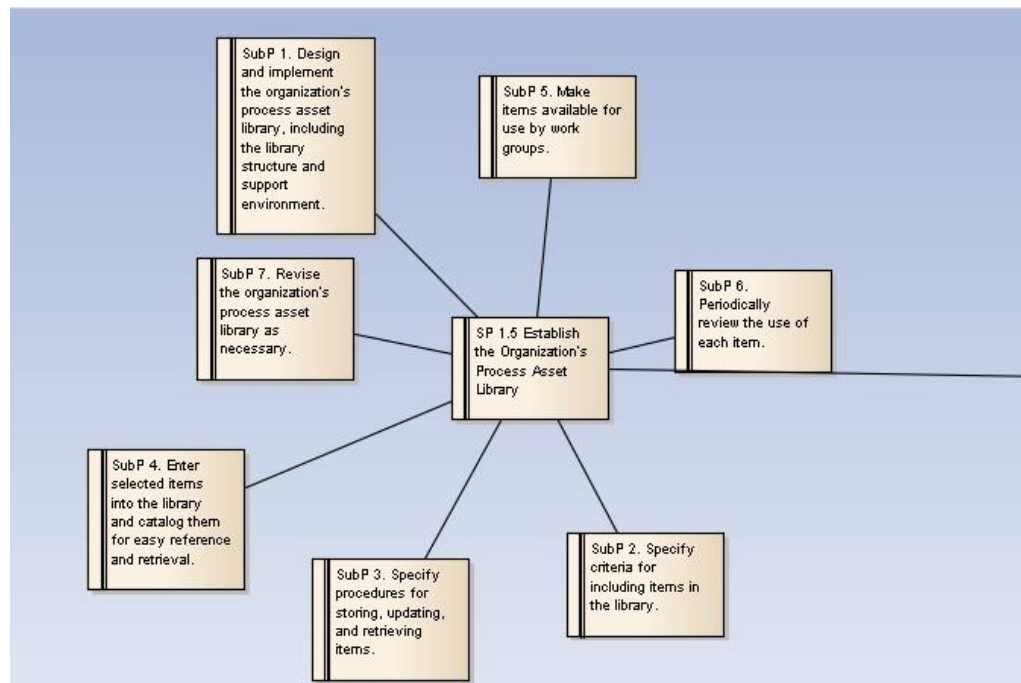 SubP 1. Design
and implement
the organization's
process asset
library, including
the library
structure and
support
environment.
SubP 5. Make
items available for
use by work
groups.
SubP 7. Revise
the organization's
process asset
library as
necessary.
SubP 6.
Periodically
review the use of
each item.
SP 1.5 Establish
the Organization's
Process Asset
Library
SubP 4. Enter
selected items
into the library
and catalog them
for easy reference
and retrieval.
SubP 3. Specify
procedures for
storing, updating,
and retrieving
items.
SubP 2. Specify
criteria for
including items in
the library.